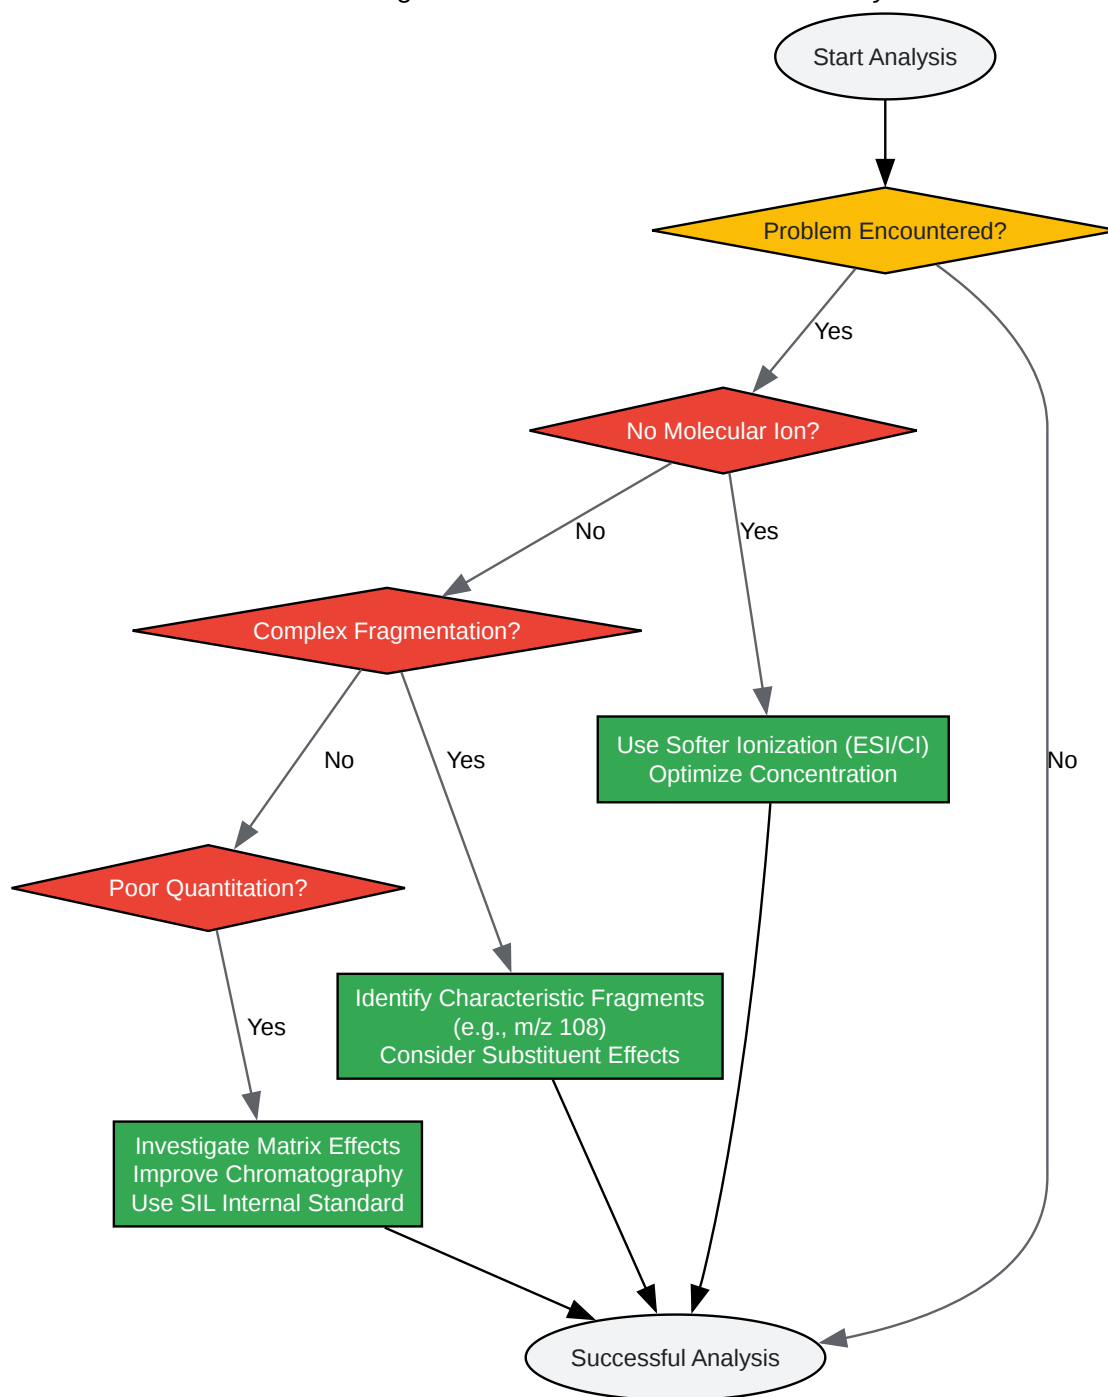 Start Analysis
Problem Encountered?
Yes
No Molecular Ion?
No
Yes
Complex Fragmentation?
Use Softer Ionization (ESI/CI)
Optimize Concentration
No
Yes
No
Poor Quantitation?
Identify Characteristic Fragments
(e.g., m/z 108)
Consider Substituent Effects
Yes
Investigate Matrix Effects
Improve Chromatography
Use SIL Internal Standard
Successful Analysis